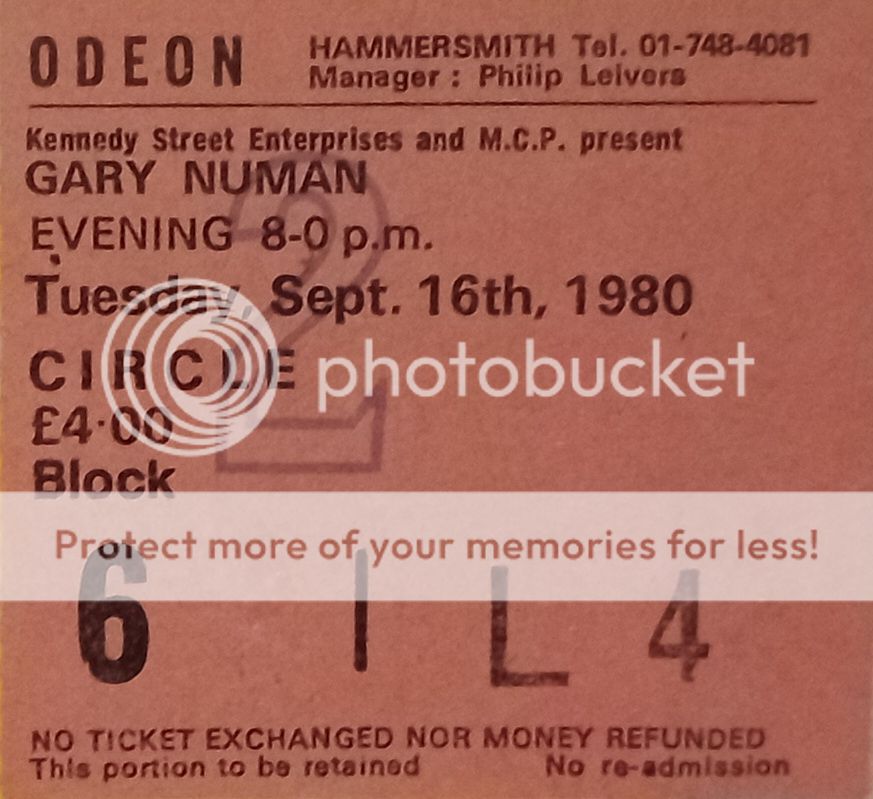 ODEON
HAMMERSMITH Tel. 01-748-4081
Manager : Philip Leivers
Kennedy Street Enterprises and M.C.P. present
GARY NUMAN
EVENING 8-0 p.m.
Tuesday, Sept. 16th, 1980
CIRCLE
£4·00
Block
2
photobucket
Protect more of your memories for less!
6 | L 4
NO TICKET EXCHANGED NOR MONEY REFUNDED
This portion to be retained No re-admission